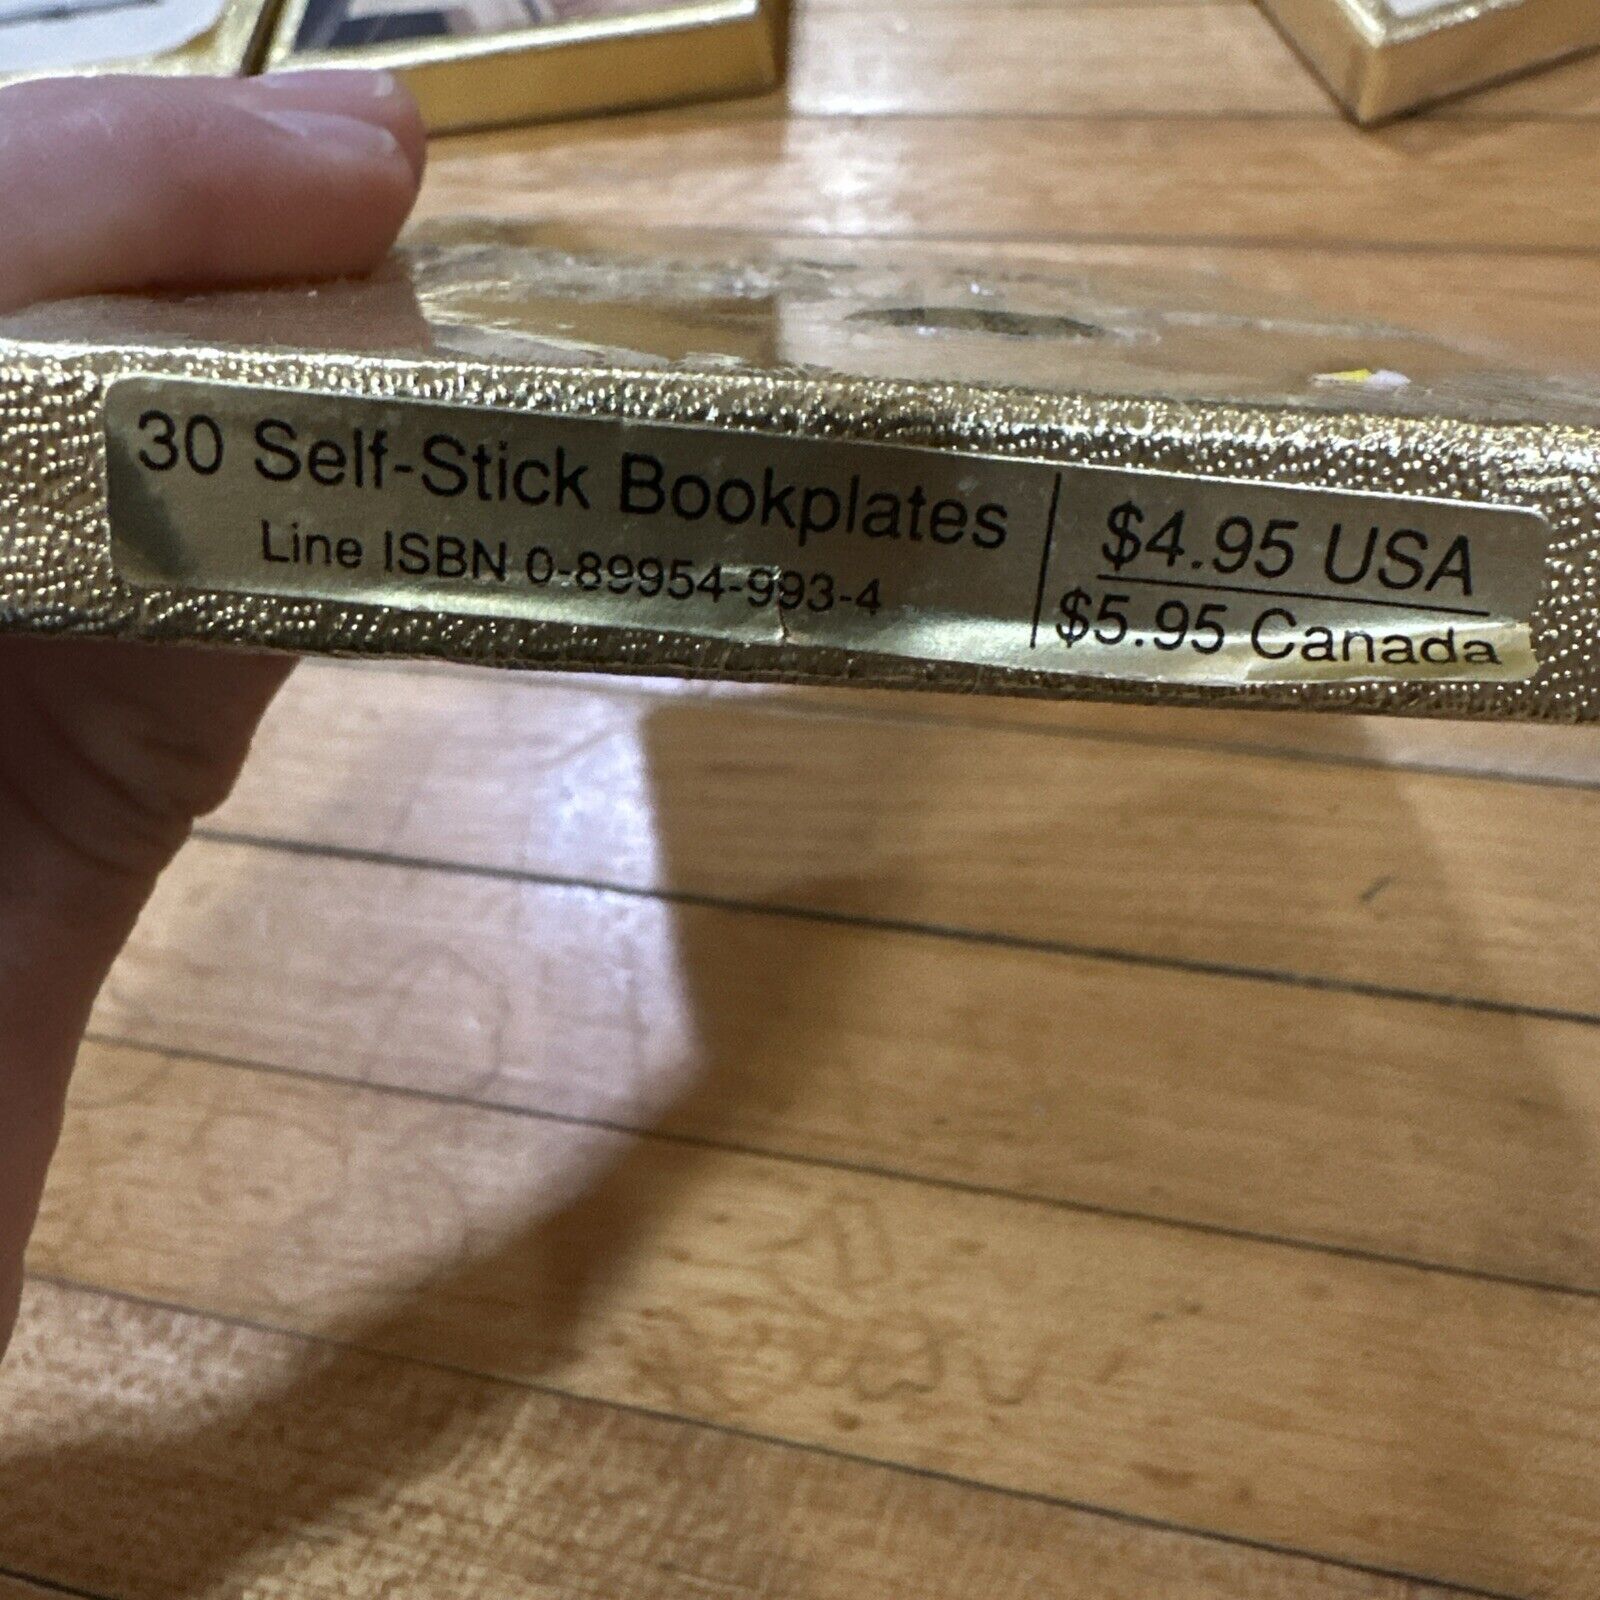 30 Self-Stick Bookplates
Line ISBN 0-89954-993-4
$4.95 USA
$5.95 Canada